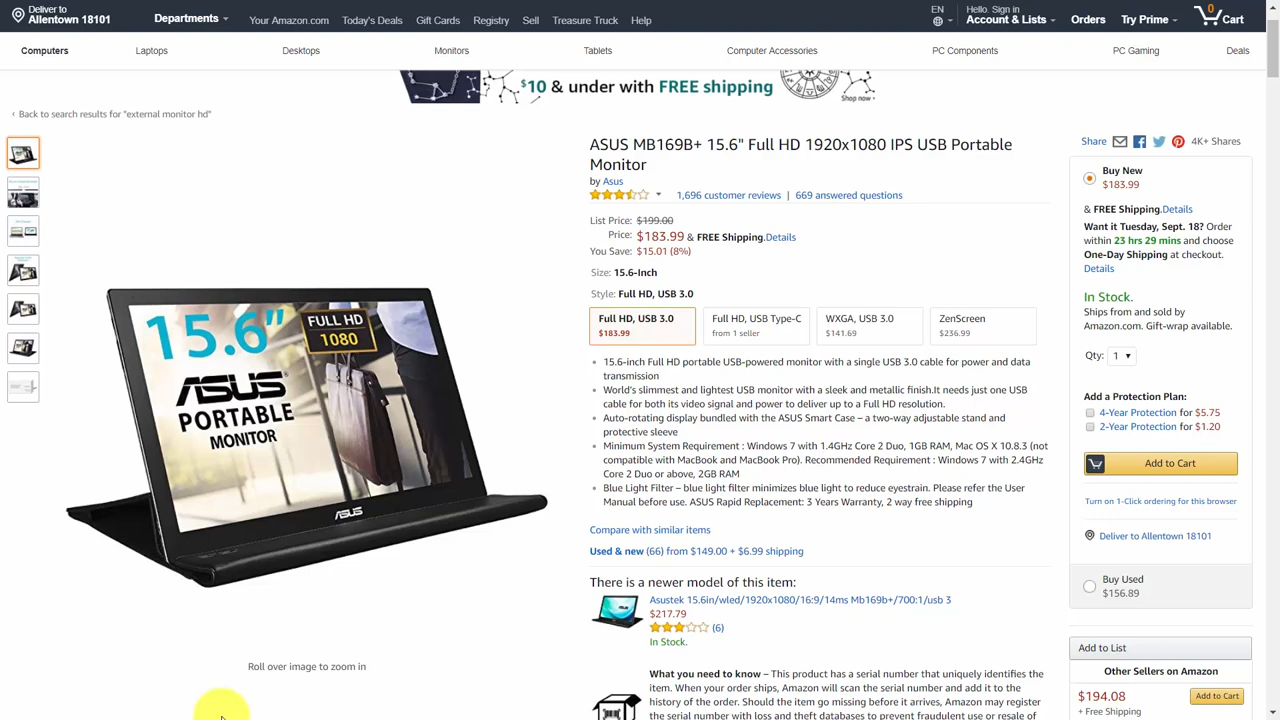 Deliver to
Allentown 18101
Departments
Your Amazon.com
Today's Deals
Gift Cards
Registry
Sell
Treasure Truck
Help
EN
Hello. Sign in
Account & Lists
Orders
Try Prime
0
Cart
Computers
Laptops
Desktops
Monitors
Tablets
Computer Accessories
PC Components
PC Gaming
Deals
$10 & under with FREE shipping
Shop now ›
‹ Back to search results for "external monitor hd"
15.6"
FULL HD
1080
ASUS
PORTABLE
MONITOR
ASUS
Roll over image to zoom in
ASUS MB169B+ 15.6" Full HD 1920x1080 IPS USB Portable
Monitor
by Asus
1,696 customer reviews | 669 answered questions
List Price: $199.00
Price: $183.99 & FREE Shipping. Details
You Save: $15.01 (8%)
Size: 15.6-Inch
Style: Full HD, USB 3.0
Full HD, USB 3.0
$183.99
Full HD, USB Type-C
from 1 seller
WXGA, USB 3.0
$141.69
ZenScreen
$236.99
• 15.6-inch Full HD portable USB-powered monitor with a single USB 3.0 cable for power and data
transmission
• World's slimmest and lightest USB monitor with a sleek and metallic finish.It needs just one USB
cable for both its video signal and power to deliver up to a Full HD resolution.
• Auto-rotating display bundled with the ASUS Smart Case – a two-way adjustable stand and
protective sleeve
• Minimum System Requirement : Windows 7 with 1.4GHz Core 2 Duo, 1GB RAM, Mac OS X 10.8.3 (not
compatible with MacBook and MacBook Pro). Recommended Requirement : Windows 7 with 2.4GHz
Core 2 Duo or above, 2GB RAM
• Blue Light Filter – blue light filter minimizes blue light to reduce eyestrain. Please refer the User
Manual before use. ASUS Rapid Replacement: 3 Years Warranty, 2 way free shipping
Compare with similar items
Used & new (66) from $149.00 + $6.99 shipping
There is a newer model of this item:
Asustek 15.6in/wled/1920x1080/16:9/14ms Mb169b+/700:1/usb 3
$217.79
(6)
In Stock.
What you need to know – This product has a serial number that uniquely identifies the
item. When your order ships, Amazon will scan the serial number and add it to the
history of the order. Should the item go missing before it arrives, Amazon may register
the serial number with loss and theft databases to prevent fraudulent use or resale of
Share
4K+ Shares
Buy New
$183.99
& FREE Shipping. Details
Want it Tuesday, Sept. 18? Order
within 23 hrs 29 mins and choose
One-Day Shipping at checkout.
Details
In Stock.
Ships from and sold by
Amazon.com. Gift-wrap available.
Qty: 1
Add a Protection Plan:
4-Year Protection for $5.75
2-Year Protection for $1.20
Add to Cart
Turn on 1-Click ordering for this browser
Deliver to Allentown 18101
Buy Used
$156.89
Add to List
Other Sellers on Amazon
$194.08
Add to Cart
+ Free Shipping